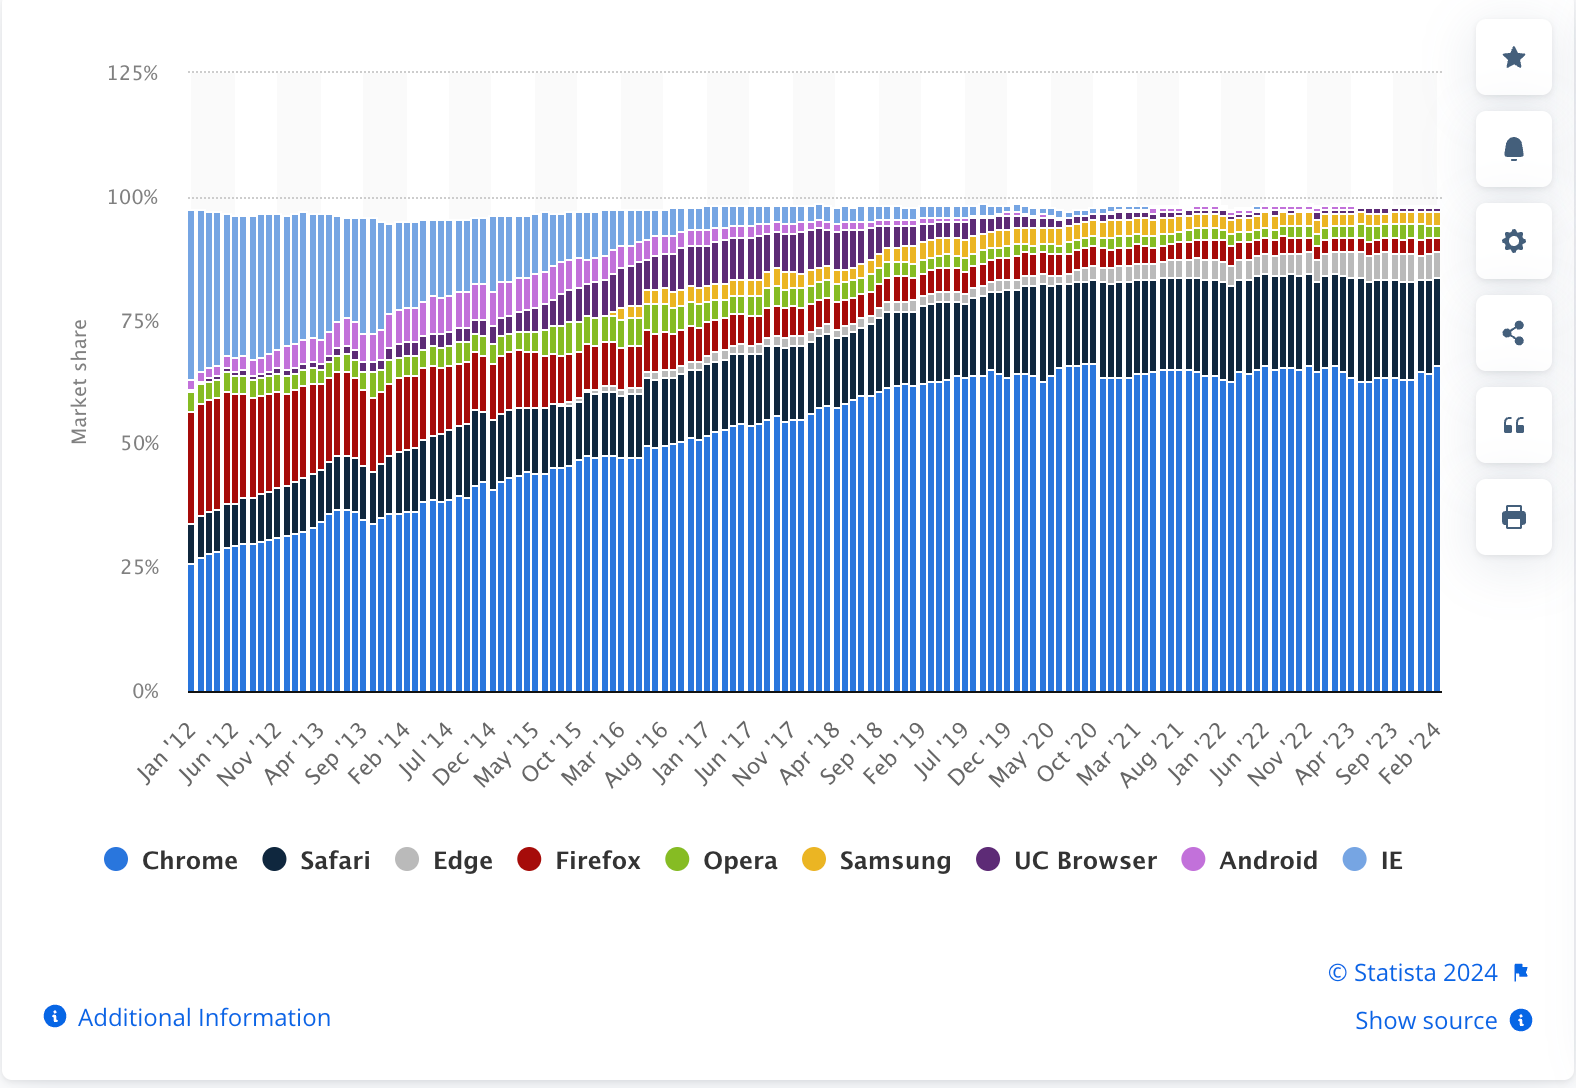 125%
100%
75%
50%
25%
0%
Market share
Jan '12
Jun '12
Nov '12
Apr '13
Sep '13
Feb '14
Jul '14
Dec '14
May '15
Oct '15
Mar '16
Aug '16
Jan '17
Jun '17
Nov '17
Apr '18
Sep '18
Feb '19
Jul '19
Dec '19
May '20
Oct '20
Mar '21
Aug '21
Jan '22
Jun '22
Nov '22
Apr '23
Sep '23
Feb '24
Chrome Safari Edge Firefox Opera Samsung UC Browser Android IE
© Statista 2024
Additional Information
Show source